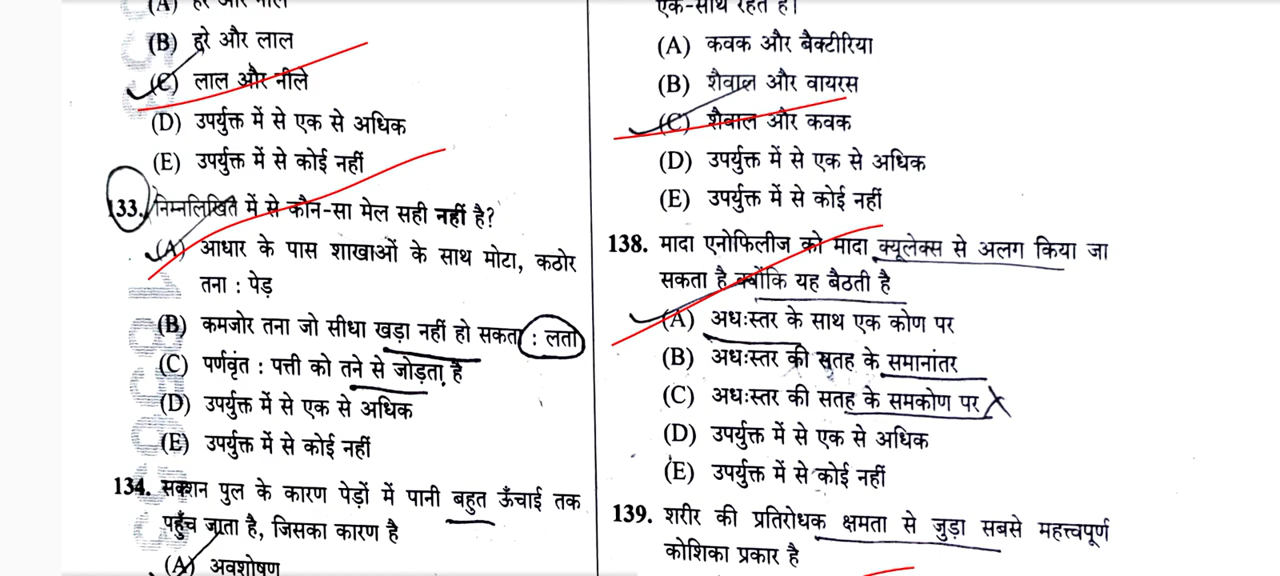 (A) हरे और नीले
(B) हरे और लाल
(C) लाल और नीले
(D) उपर्युक्त में से एक से अधिक
(E) उपर्युक्त में से कोई नहीं
133. निम्नलिखित में से कौन-सा मेल सही नहीं है?
(A) आधार के पास शाखाओं के साथ मोटा, कठोर
तना : पेड़
(B) कमजोर तना जो सीधा खड़ा नहीं हो सकता : लता
(C) पर्णवृंत : पत्ती को तने से जोड़ता है
(D) उपर्युक्त में से एक से अधिक
(E) उपर्युक्त में से कोई नहीं
134. सक्शन पुल के कारण पेड़ों में पानी बहुत ऊँचाई तक
पहुँच जाता है, जिसका कारण है
(A) अवशोषण
एक-साथ रहते हैं।
(A) कवक और बैक्टीरिया
(B) शैवाल और वायरस
(C) शैवाल और कवक
(D) उपर्युक्त में से एक से अधिक
(E) उपर्युक्त में से कोई नहीं
138. मादा एनोफिलीज को मादा क्यूलेक्स से अलग किया जा
सकता है क्योंकि यह बैठती है
(A) अधःस्तर के साथ एक कोण पर
(B) अधःस्तर की सतह के समानांतर
(C) अधःस्तर की सतह के समकोण पर
(D) उपर्युक्त में से एक से अधिक
(E) उपर्युक्त में से कोई नहीं
139. शरीर की प्रतिरोधक क्षमता से जुड़ा सबसे महत्त्वपूर्ण
कोशिका प्रकार है